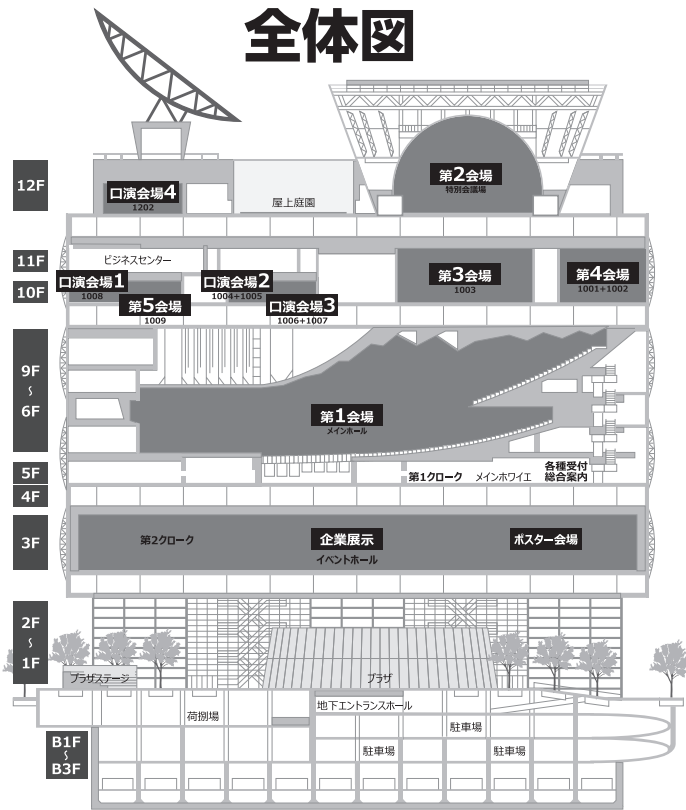 全体図
12F
口演会場4
1202
屋上庭園
第2会場
特別会議場
11F
ビジネスセンター
10F
口演会場1
1008
第5会場
1009
口演会場2
1004+1005
口演会場3
1006+1007
第3会場
1003
第4会場
1001+1002
9F
~
6F
第1会場
メインホール
5F
第1クローク
メインホワイエ
各種受付
総合案内
4F
3F
第2クローク
企業展示
イベントホール
ポスター会場
2F
~
1F
プラザステージ
プラザ
荷捌場
地下エントランスホール
駐車場
B1F
~
B3F
駐車場
駐車場